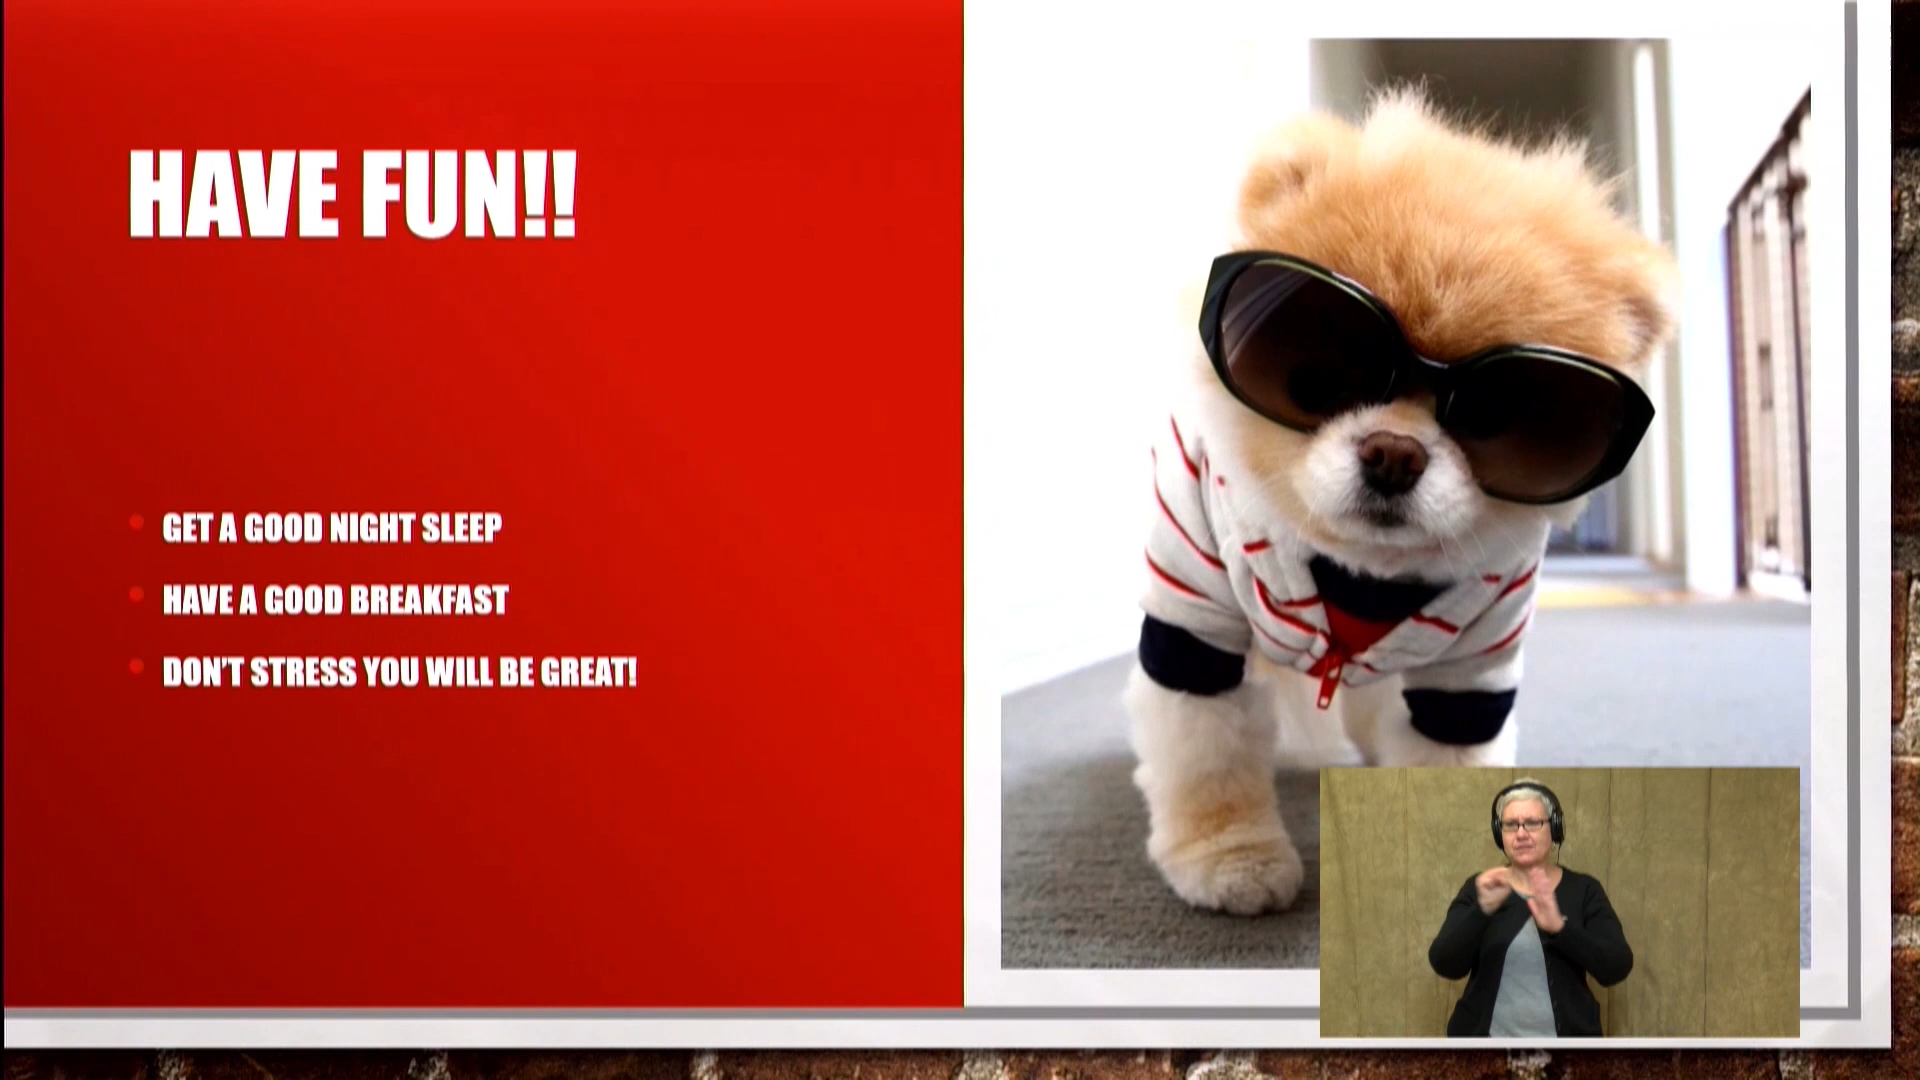 HAVE FUN!!
GET A GOOD NIGHT SLEEP
HAVE A GOOD BREAKFAST
DON'T STRESS YOU WILL BE GREAT!